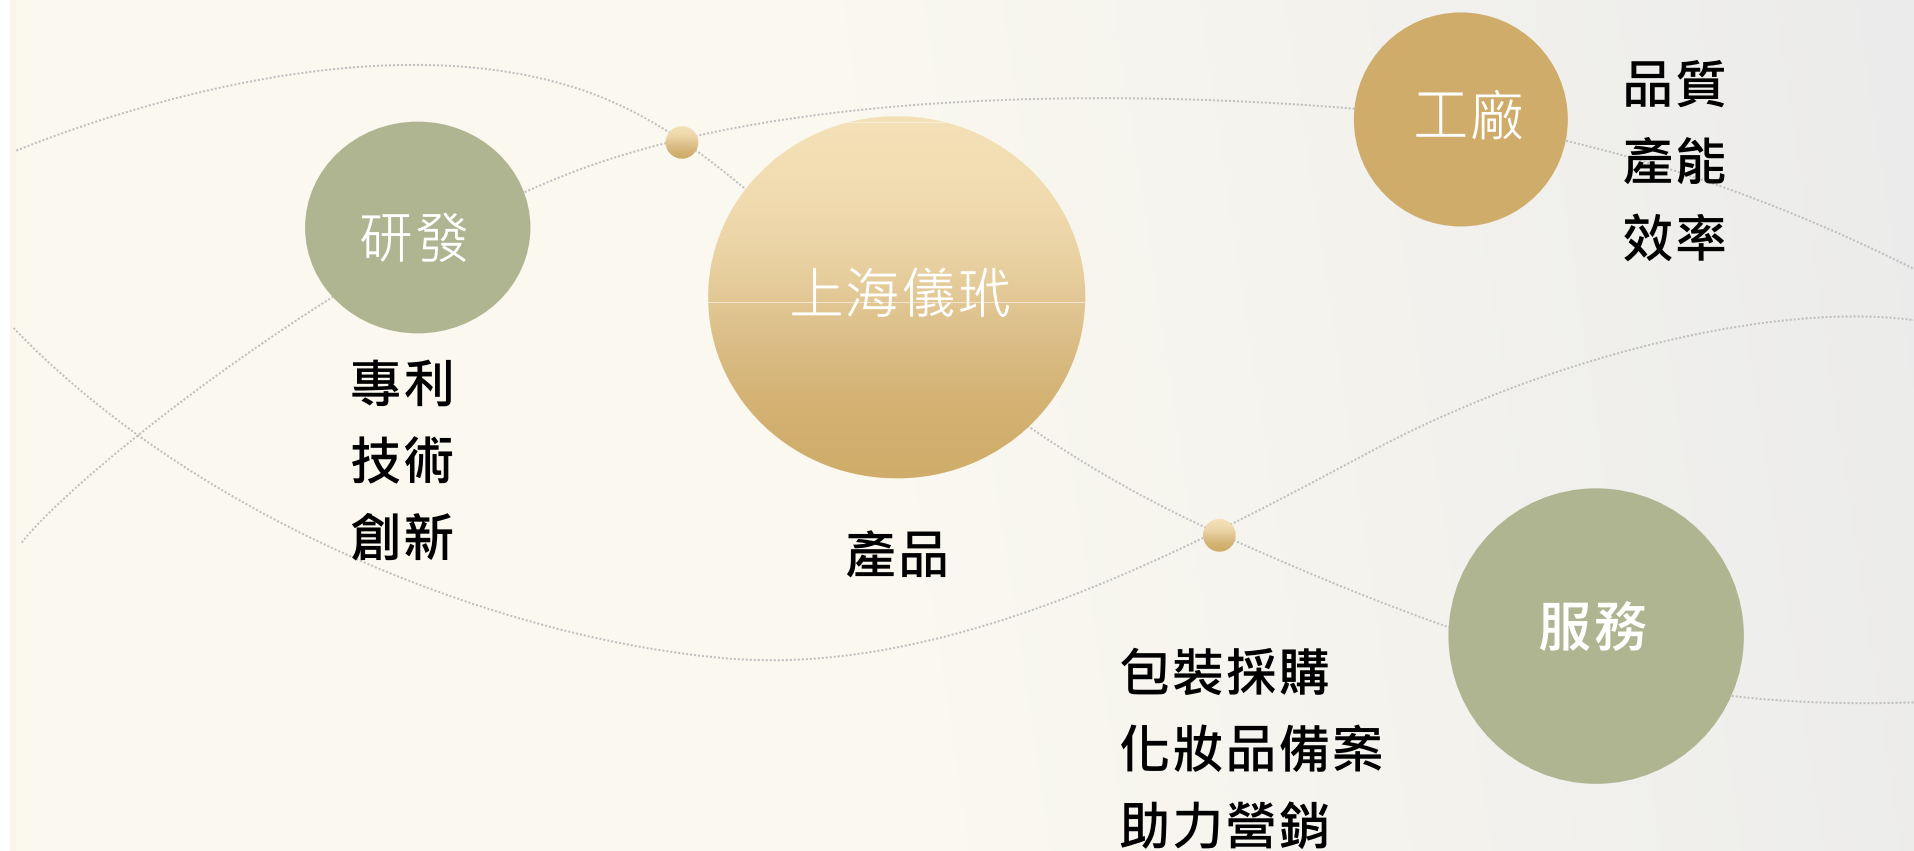 研發
專利
技術
創新
上海儀玳
產品
工廠
品質
產能
效率
服務
包裝採購
化妝品備案
助力營銷